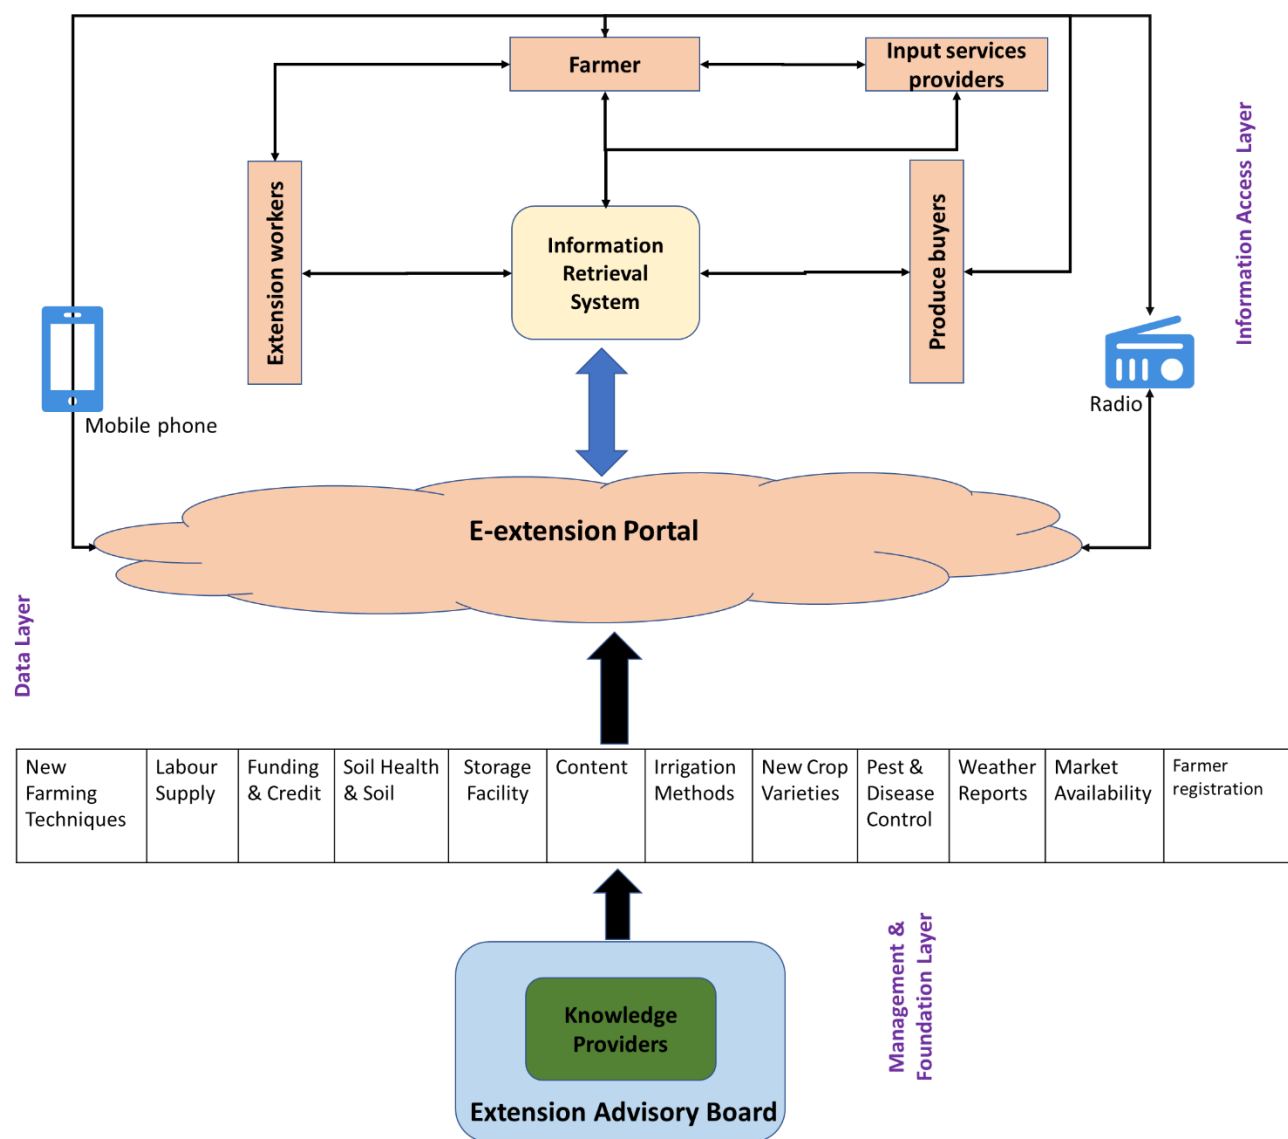 Farmer
Input services
providers
Information Access Layer
Extension workers
Information
Retrieval
System
Produce buyers
Mobile phone
Radio
E-extension Portal
Data Layer
New
Farming
Techniques
Labour
Supply
Funding
& Credit
Soil Health
& Soil
Storage
Facility
Content
Irrigation
Methods
New Crop
Varieties
Pest &
Disease
Control
Weather
Reports
Market
Availability
Farmer
registration
Management &
Foundation Layer
Knowledge
Providers
Extension Advisory Board